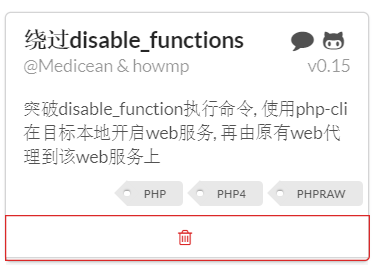 绕过disable_functions
@Medicean & howmp
v0.15
突破disable_function执行命令, 使用php-cli
在目标本地开启web服务, 再由原有web代
理到该web服务上
PHP
PHP4
PHPRAW